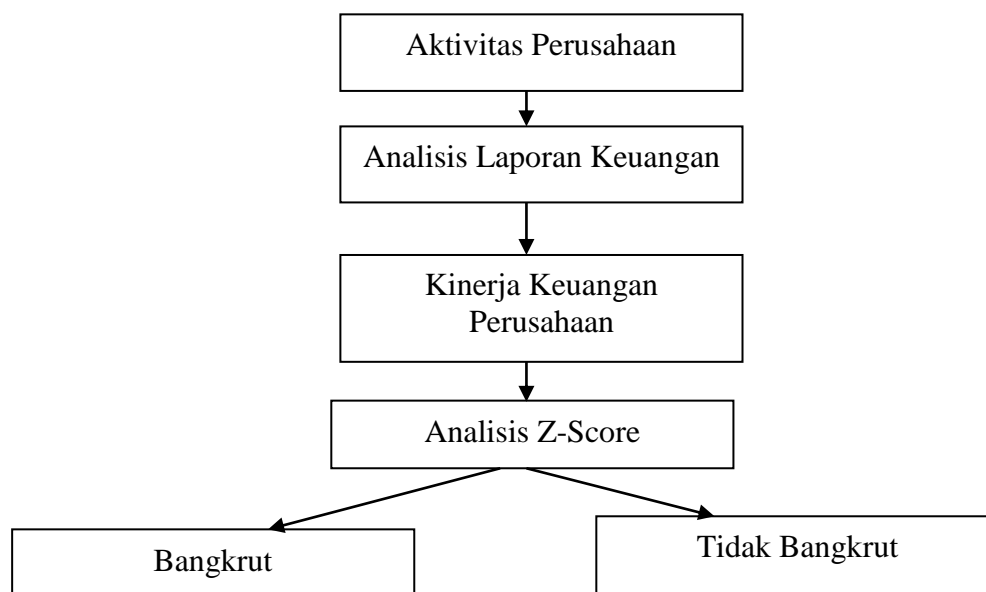 Aktivitas Perusahaan
Analisis Laporan Keuangan
Kinerja Keuangan
Perusahaan
Analisis Z-Score
Bangkrut
Tidak Bangkrut